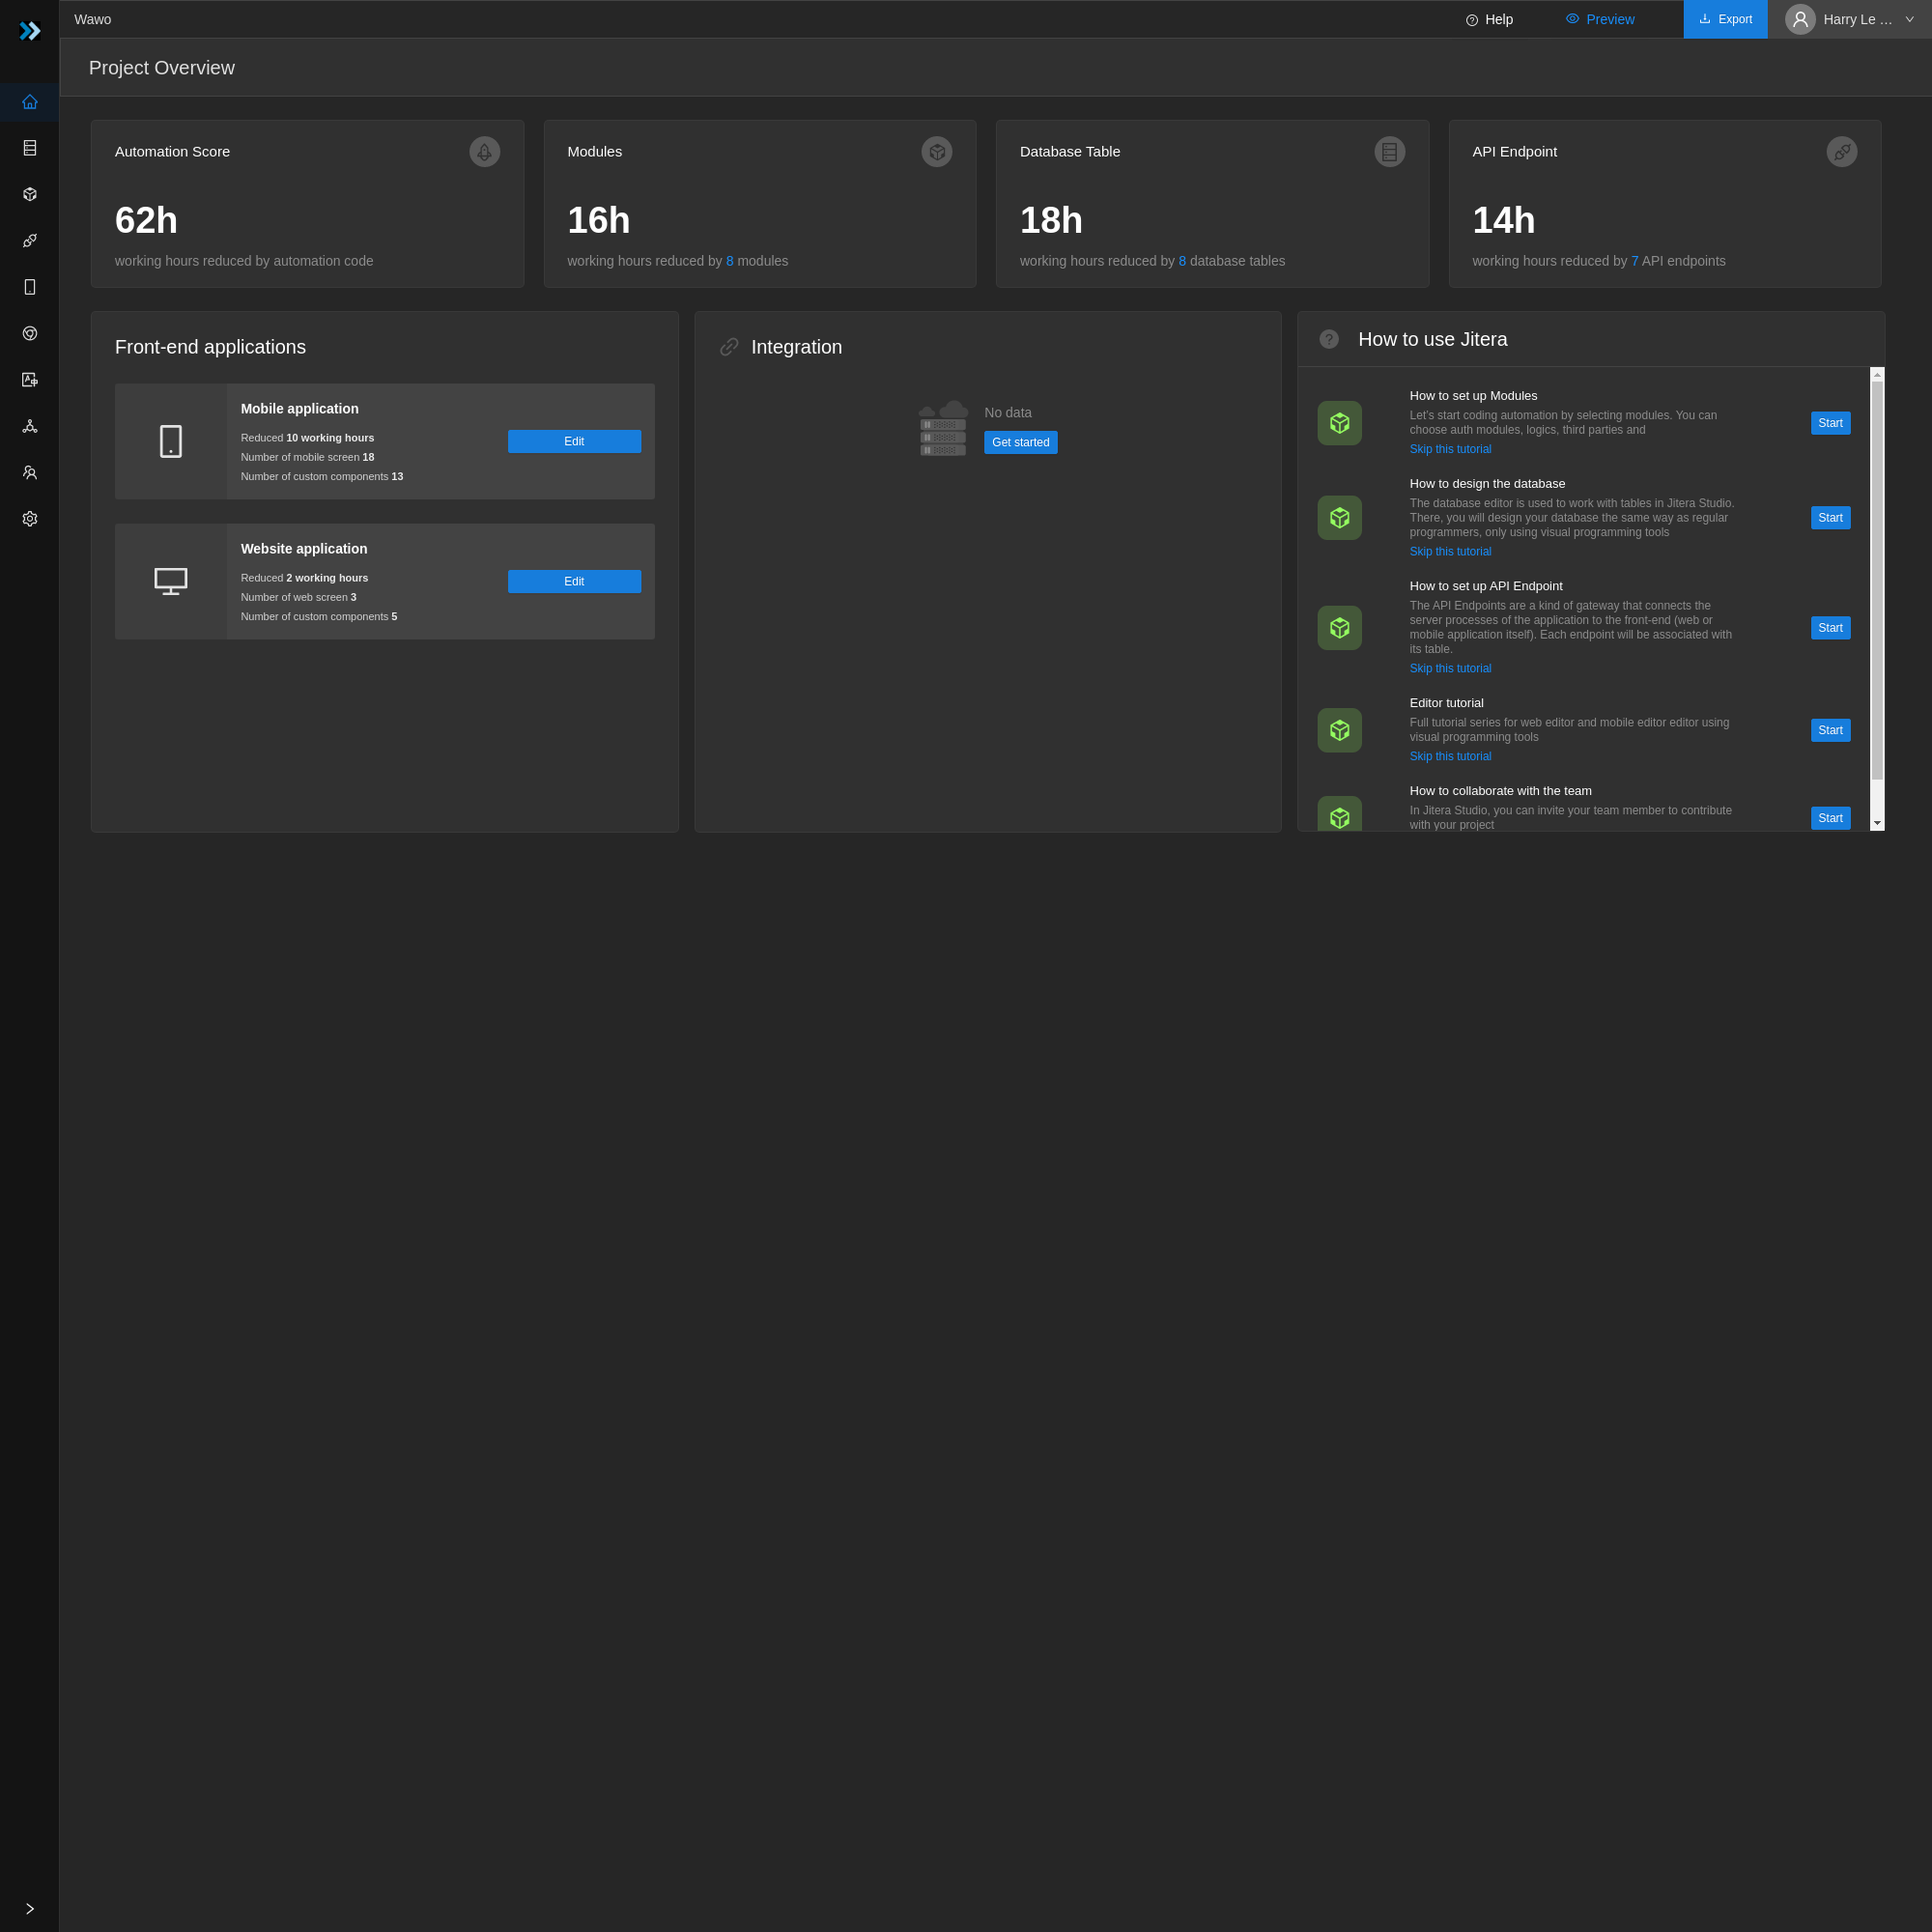 Wawo
Help
Preview
Export
Harry Le ...
Project Overview
Automation Score
62h
working hours reduced by automation code
Modules
16h
working hours reduced by 8 modules
Database Table
18h
working hours reduced by 8 database tables
API Endpoint
14h
working hours reduced by 7 API endpoints
Front-end applications
Mobile application
Reduced 10 working hours
Number of mobile screen 18
Number of custom components 13
Edit
Website application
Reduced 2 working hours
Number of web screen 3
Number of custom components 5
Edit
Integration
No data
Get started
How to use Jitera
How to set up Modules
Let's start coding automation by selecting modules. You can
choose auth modules, logics, third parties and
Skip this tutorial
Start
How to design the database
The database editor is used to work with tables in Jitera Studio.
There, you will design your database the same way as regular
programmers, only using visual programming tools
Skip this tutorial
Start
How to set up API Endpoint
The API Endpoints are a kind of gateway that connects the
server processes of the application to the front-end (web or
mobile application itself). Each endpoint will be associated with
its table.
Skip this tutorial
Start
Editor tutorial
Full tutorial series for web editor and mobile editor editor using
visual programming tools
Skip this tutorial
Start
How to collaborate with the team
In Jitera Studio, you can invite your team member to contribute
with your project
Start